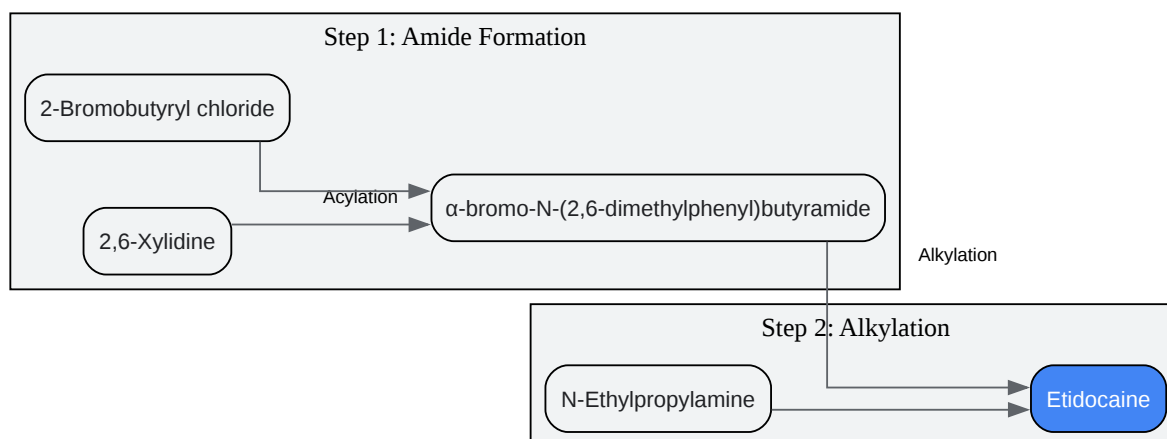 Step 1: Amide Formation
2-Bromobutyryl chloride
Acylation
α-bromo-N-(2,6-dimethylphenyl)butyramide
2,6-Xylidine
Alkylation
Step 2: Alkylation
N-Ethylpropylamine
Etidocaine